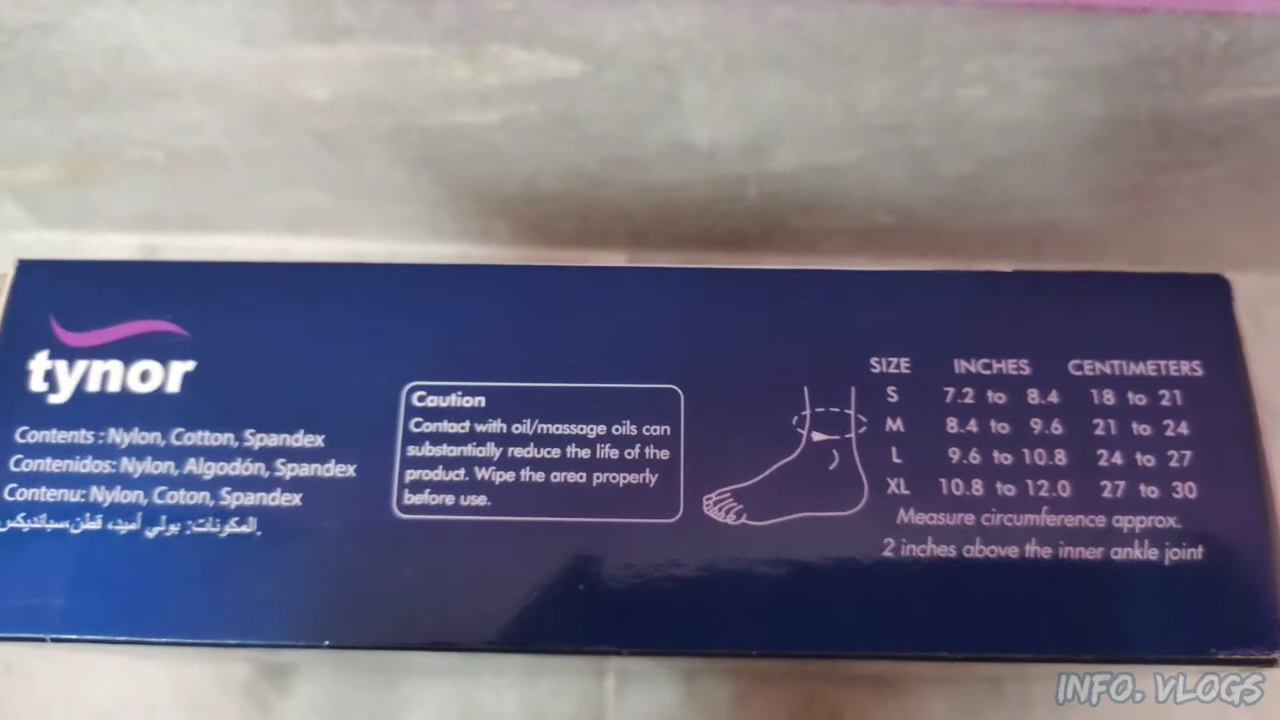 tynor
Contents : Nylon, Cotton, Spandex
Contenidos: Nylon, Algodón, Spandex
Contenu: Nylon, Coton, Spandex
المكونات: بولي أميد، قطن،سباندیکس.
Caution
Contact with oil/massage oils can
substantially reduce the life of the
product. Wipe the area properly
before use.
SIZE INCHES CENTIMETERS
S 7.2 to 8.4 18 to 21
M 8.4 to 9.6 21 to 24
L 9.6 to 10.8 24 to 27
XL 10.8 to 12.0 27 to 30
Measure circumference approx.
2 inches above the inner ankle joint
INFO. VLOGS